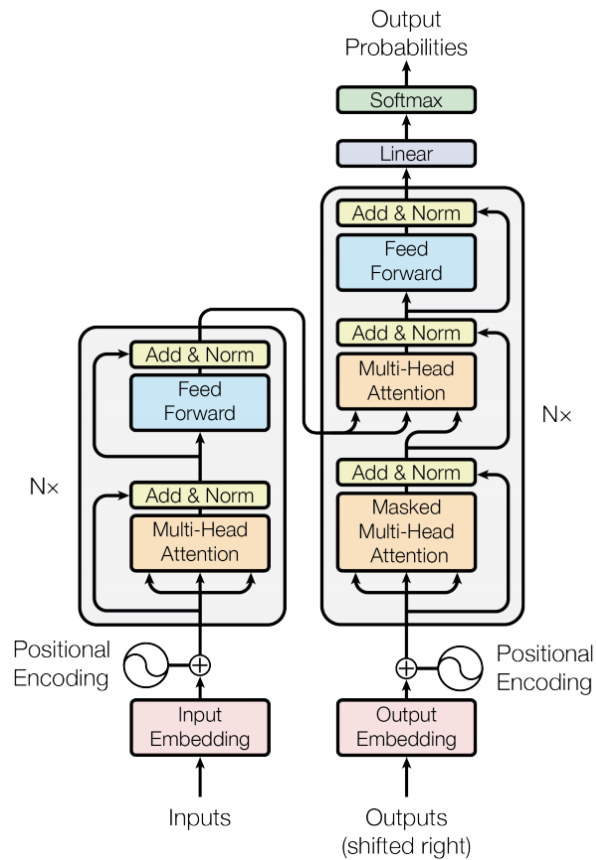 Output
Probabilities
Softmax
Linear
Add & Norm
Feed
Forward
Add & Norm
Multi-Head
Attention
Add & Norm
Masked
Multi-Head
Attention
N×
Add & Norm
Feed
Forward
Add & Norm
Multi-Head
Attention
N×
Positional
Encoding
Positional
Encoding
Input
Embedding
Output
Embedding
Inputs
Outputs
(shifted right)